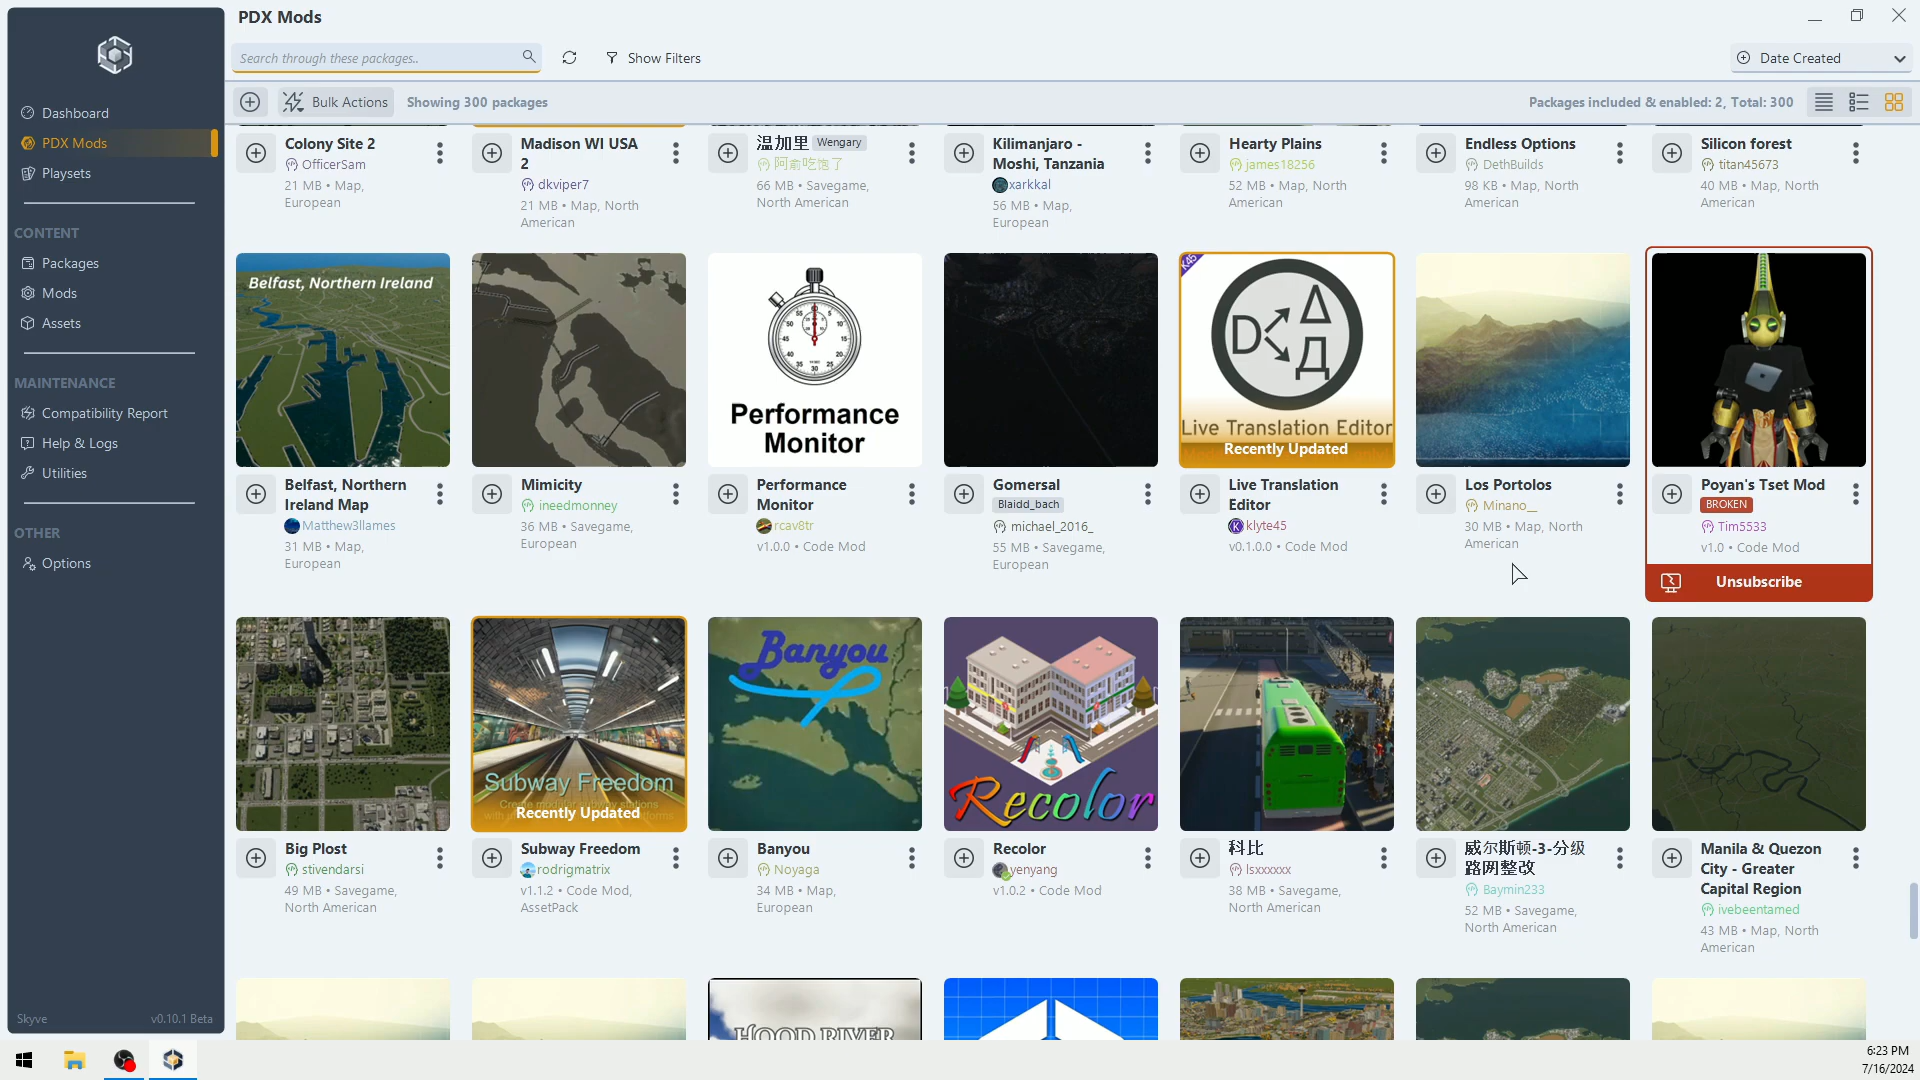 PDX Mods
Search through these packages..
Show Filters
Date Created
Bulk Actions
Showing 300 packages
Packages included & enabled: 2, Total: 300
Dashboard
PDX Mods
Playsets
CONTENT
Packages
Mods
Assets
MAINTENANCE
Compatibility Report
Help & Logs
Utilities
OTHER
Options
Skyve
v0.10.1 Beta
Colony Site 2
OfficerSam
21 MB • Map,
European
Madison WI USA
2
dkviper7
21 MB • Map, North
American
温加里 Wengary
阿俞吃饱了
66 MB • Savegame,
North American
Kilimanjaro -
Moshi, Tanzania
xarkkal
56 MB • Map,
European
Hearty Plains
james18256
52 MB • Map, North
American
Endless Options
DethBuilds
98 KB • Map, North
American
Silicon forest
titan45673
40 MB • Map, North
American
Belfast, Northern Ireland
Belfast, Northern
Ireland Map
Matthew3llames
31 MB • Map,
European
Mimicity
ineedmonney
36 MB • Savegame,
European
Performance
Monitor
Performance
Monitor
rcav8tr
v1.0.0 • Code Mod
Gomersal
Blaidd_bach
michael_2016_
55 MB • Savegame,
European
K45
Live Translation Editor
Recently Updated
Live Translation
Editor
klyte45
v0.1.0.0 • Code Mod
Los Portolos
Minano__
30 MB • Map, North
American
Poyan's Tset Mod
BROKEN
Tim5533
v1.0 • Code Mod
Unsubscribe
Big Plost
stivendarsi
49 MB • Savegame,
North American
Subway Freedom
Recently Updated
Subway Freedom
rodrigmatrix
v1.1.2 • Code Mod,
AssetPack
Banyou
Banyou
Noyaga
34 MB • Map,
European
Recolor
Recolor
yenyang
v1.0.2 • Code Mod
科比
lsxxxxxx
38 MB • Savegame,
North American
威尔斯顿-3-分级
路网整改
Baymin233
52 MB • Savegame,
North American
Manila & Quezon
City - Greater
Capital Region
ivebeentamed
43 MB • Map, North
American
HOOD RIVER
6:23 PM
7/16/2024